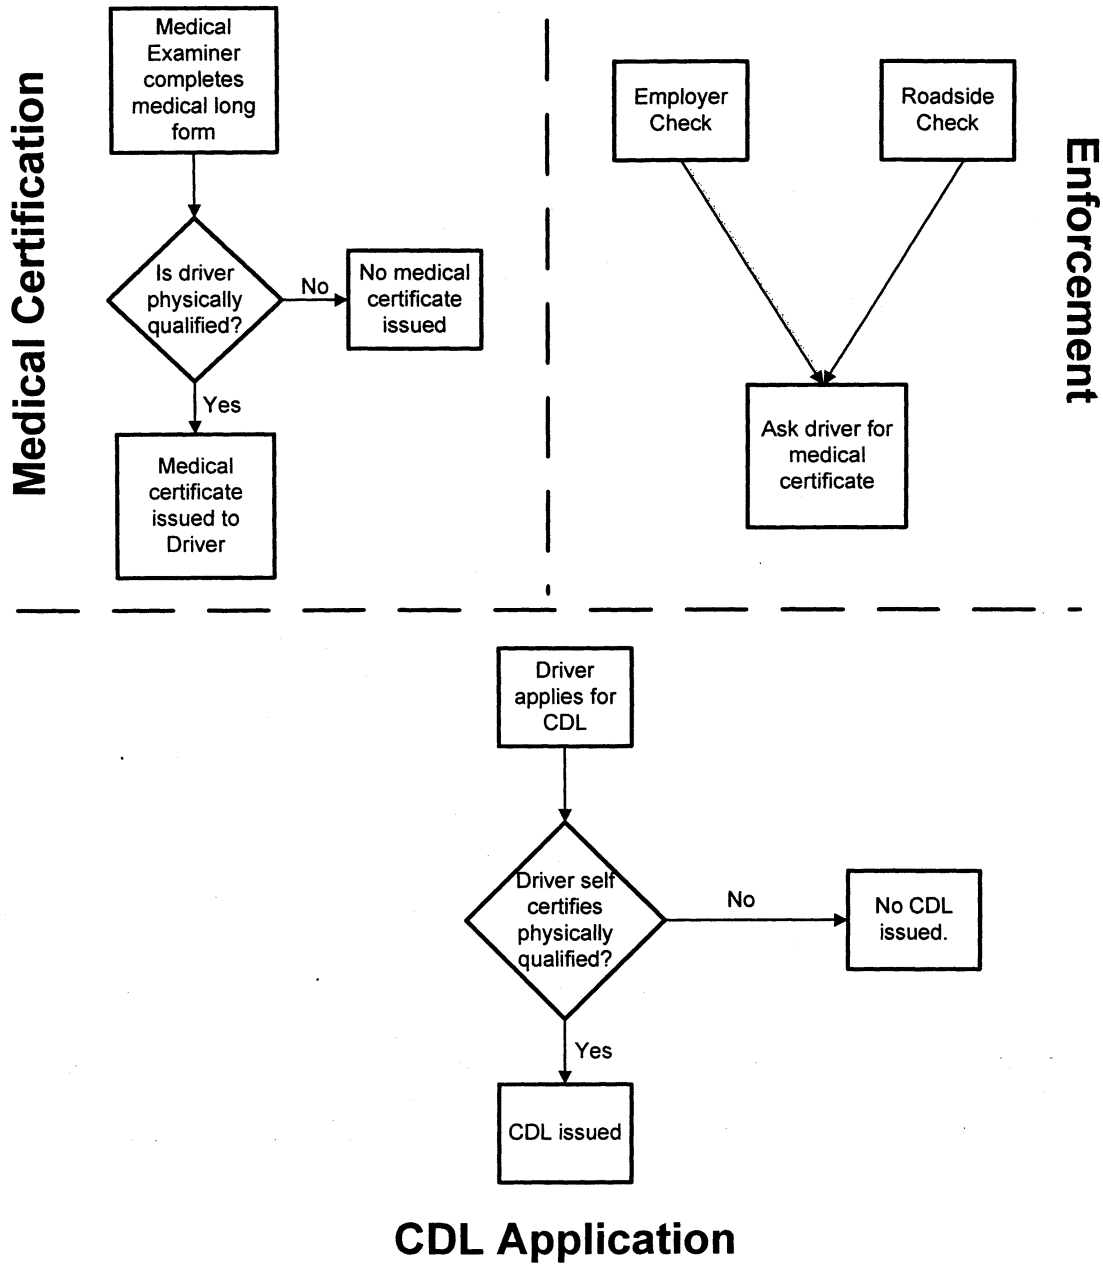 Medical Certification
Medical
Examiner
completes
medical long
form
Is driver
physically
qualified?
No
No medical
certificate
issued
Yes
Medical
certificate
issued to
Driver
Employer
Check
Roadside
Check
Ask driver for
medical
certificate
Enforcement
Driver
applies for
CDL
Driver self
certifies
physically
qualified?
No
No CDL
issued.
Yes
CDL issued
CDL Application